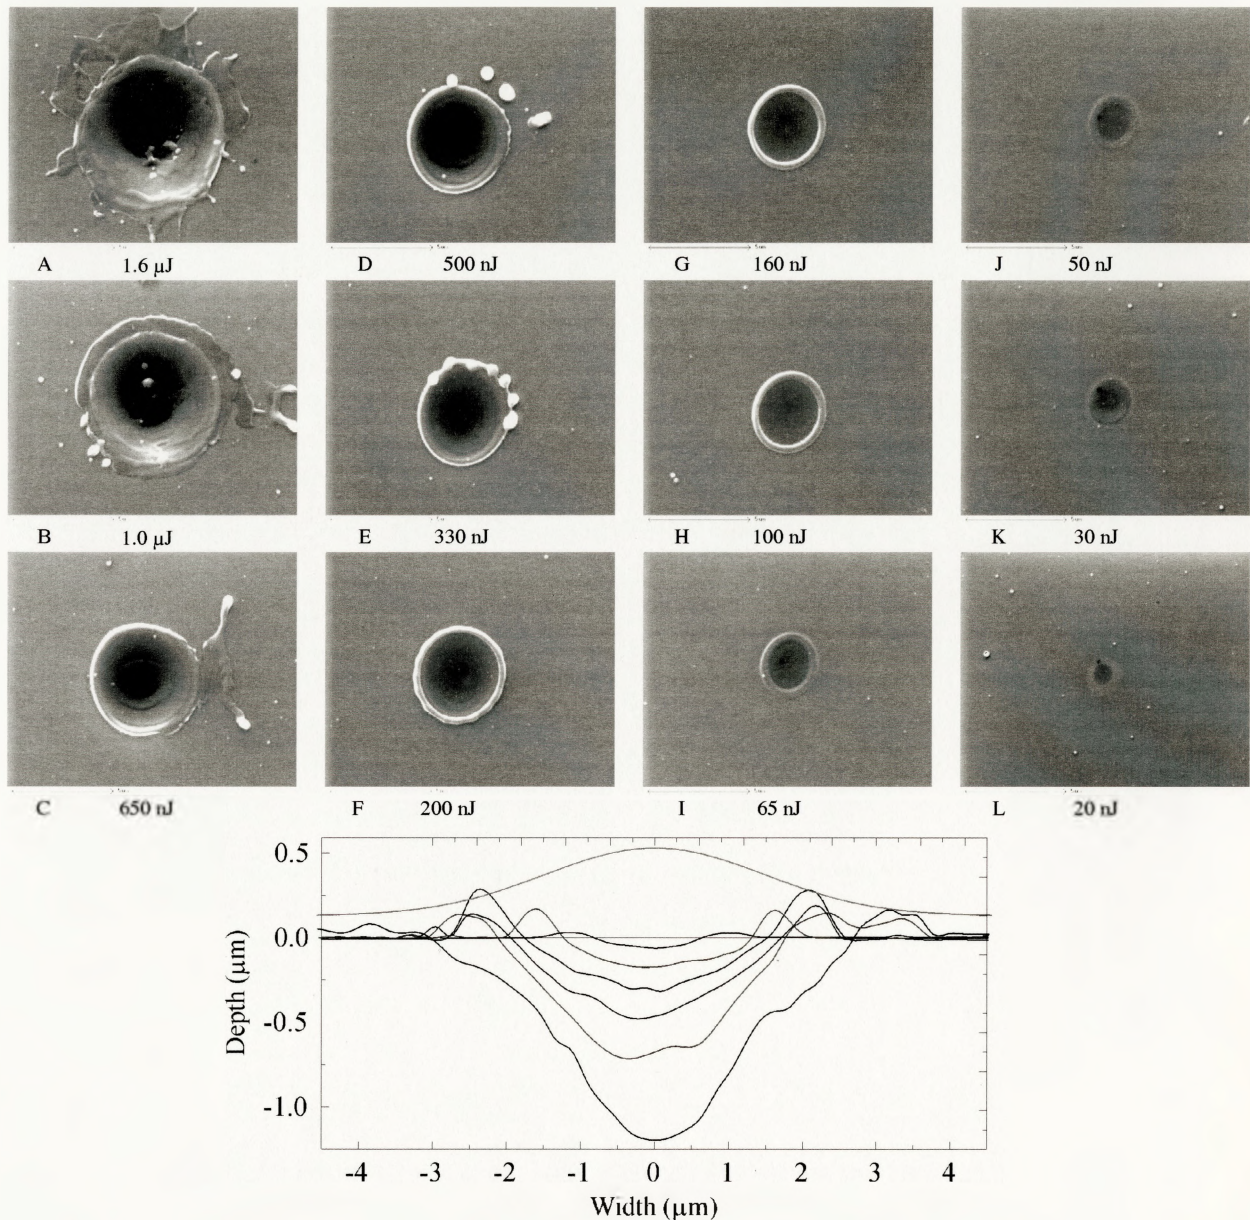 A 1.6 µJ D 500 nJ G 160 nJ J 50 nJ
B 1.0 µJ E 330 nJ H 100 nJ K 30 nJ
C 650 nJ F 200 nJ I 65 nJ L 20 nJ
0.5
0.0
-0.5
-1.0
Depth (µm)
-4 -3 -2 -1 0 1 2 3 4
Width (µm)